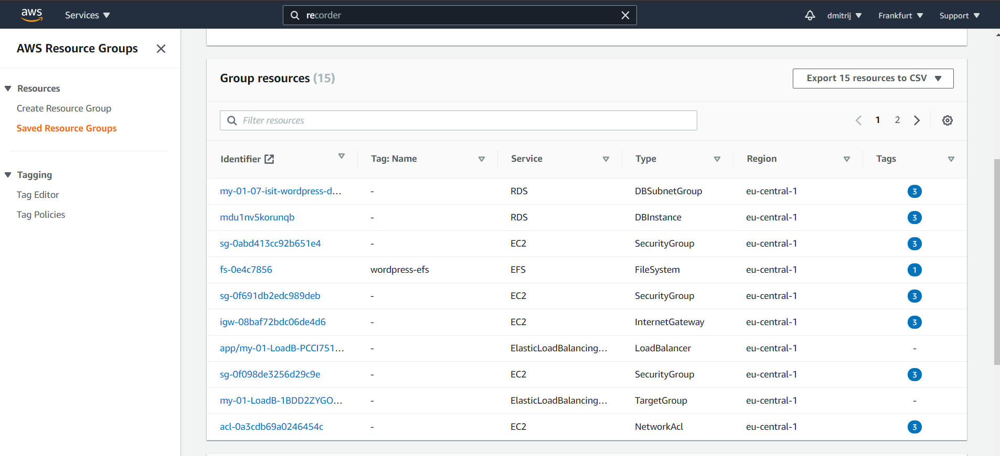 aws Services recorder dmitrij Frankfurt Support
AWS Resource Groups
Resources
Create Resource Group
Saved Resource Groups
Tagging
Tag Editor
Tag Policies
Group resources (15) Export 15 resources to CSV
Filter resources 1 2
Identifier Tag: Name Service Type Region Tags
my-01-07-isit-wordpress-d... - RDS DBSubnetGroup eu-central-1 3
mdu1nv5korunqb - RDS DBInstance eu-central-1 3
sg-0abd413cc92b651e4 - EC2 SecurityGroup eu-central-1 3
fs-0e4c7856 wordpress-efs EFS FileSystem eu-central-1 1
sg-0f691db2edc989deb - EC2 SecurityGroup eu-central-1 3
igw-08baf72bdc06de4d6 - EC2 InternetGateway eu-central-1 3
app/my-01-LoadB-PCCI751... - ElasticLoadBalancing... LoadBalancer eu-central-1 -
sg-0f098de3256d29c9e - EC2 SecurityGroup eu-central-1 3
my-01-LoadB-1BDD2ZYGO... - ElasticLoadBalancing... TargetGroup eu-central-1 -
acl-0a3cdb69a0246454c - EC2 NetworkAcl eu-central-1 3